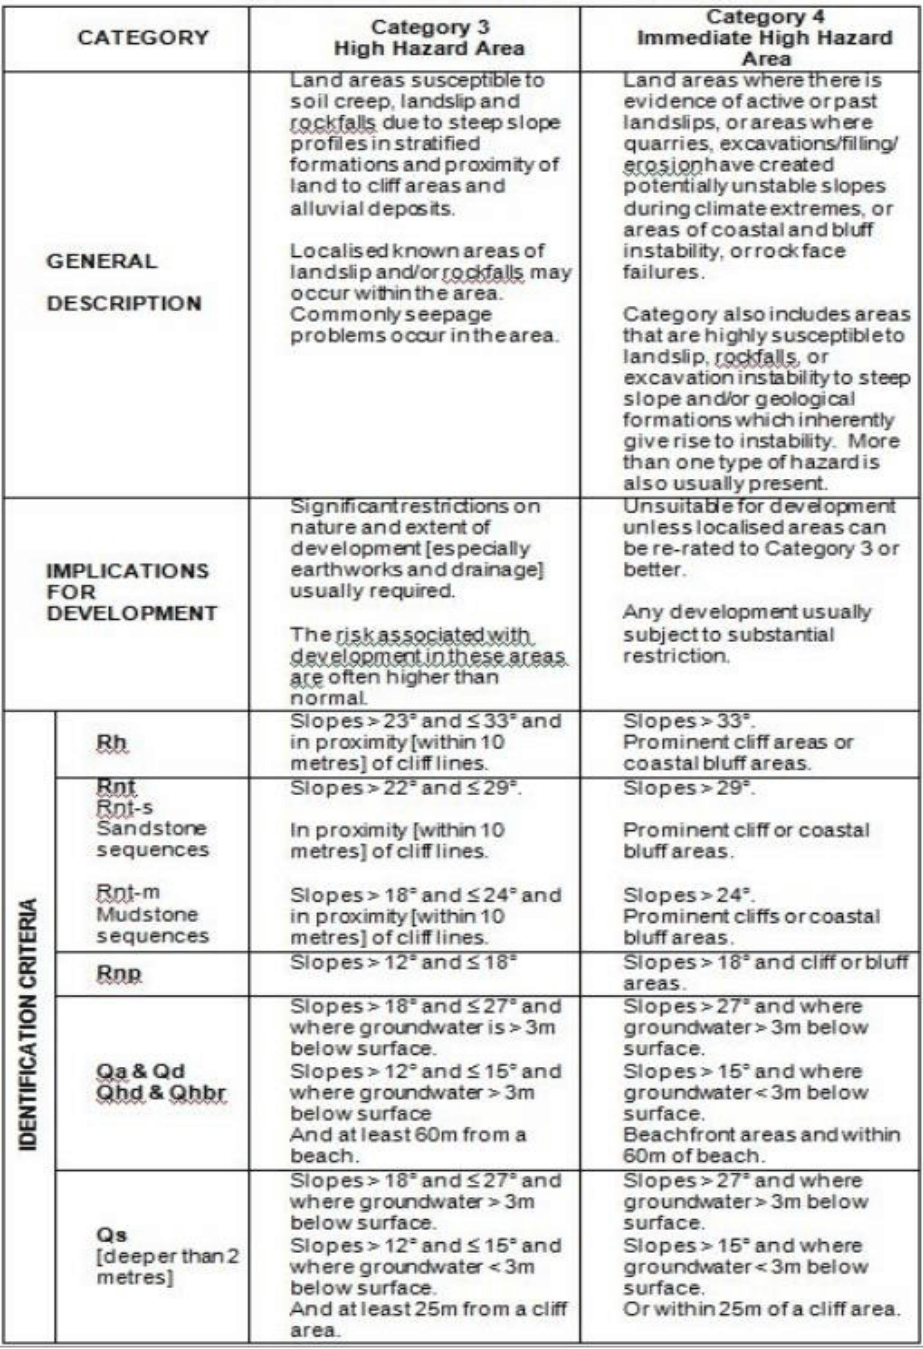 CATEGORY
Category 3
High Hazard Area
Category 4
Immediate High Hazard
Area
GENERAL
DESCRIPTION
Land areas susceptible to
soil creep, landslip and
rockfalls due to steep slope
profiles in stratified
formations and proximity of
land to cliff areas and
alluvial deposits.
Localised known areas of
landslip and/or rockfalls may
occur within the area.
Commonly seepage
problems occur in the area.
Land areas where there is
evidence of active or past
landslips, or areas where
quarries, excavations/filling/
erosion have created
potentially unstable slopes
during climate extremes, or
areas of coastal and bluff
instability, or rock face
failures.
Category also includes areas
that are highly susceptible to
landslip, rockfalls, or
excavation instability to steep
slope and/or geological
formations which inherently
give rise to instability. More
than one type of hazard is
also usually present.
IMPLICATIONS
FOR
DEVELOPMENT
Significant restrictions on
nature and extent of
development [especially
earthworks and drainage]
usually required.
The risk associated with
development in these areas
are often higher than
normal.
Unsuitable for development
unless localised areas can
be re-rated to Category 3 or
better.
Any development usually
subject to substantial
restriction.
IDENTIFICATION CRITERIA
Rh
Slopes > 23° and ≤ 33° and
in proximity [within 10
metres] of cliff lines.
Slopes > 33°.
Prominent cliff areas or
coastal bluff areas.
Rnt
Rnt-s
Sandstone
sequences
Rnt-m
Mudstone
sequences
Slopes > 22° and ≤ 29°.
In proximity [within 10
metres] of cliff lines.
Slopes > 18° and ≤ 24° and
in proximity [within 10
metres] of cliff lines.
Slopes > 29°.
Prominent cliff or coastal
bluff areas.
Slopes > 24°.
Prominent cliffs or coastal
bluff areas.
Rnp
Slopes > 12° and ≤ 18°
Slopes > 18° and cliff or bluff
areas.
Qa & Qd
Qhd & Qhbr
Slopes > 18° and ≤ 27° and
where groundwater is > 3m
below surface.
Slopes > 12° and ≤ 15° and
where groundwater > 3m
below surface
And at least 60m from a
beach.
Slopes > 27° and where
groundwater > 3m below
surface.
Slopes > 15° and where
groundwater < 3m below
surface.
Beachfront areas and within
60m of beach.
Qs
[deeper than 2
metres]
Slopes > 18° and ≤ 27° and
where groundwater > 3m
below surface.
Slopes > 12° and ≤ 15° and
where groundwater < 3m
below surface.
And at least 25m from a cliff
area.
Slopes > 27° and where
groundwater > 3m below
surface.
Slopes > 15° and where
groundwater < 3m below
surface.
Or within 25m of a cliff area.